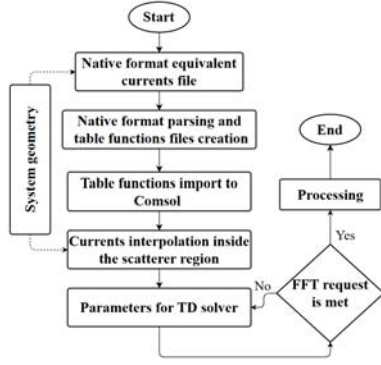 Start
Native format equivalent
currents file
Native format parsing and
table functions files creation
Table functions import to
Comsol
Currents interpolation inside
the scatterer region
Parameters for TD solver
System geometry
End
Processing
Yes
FFT request
is met
No